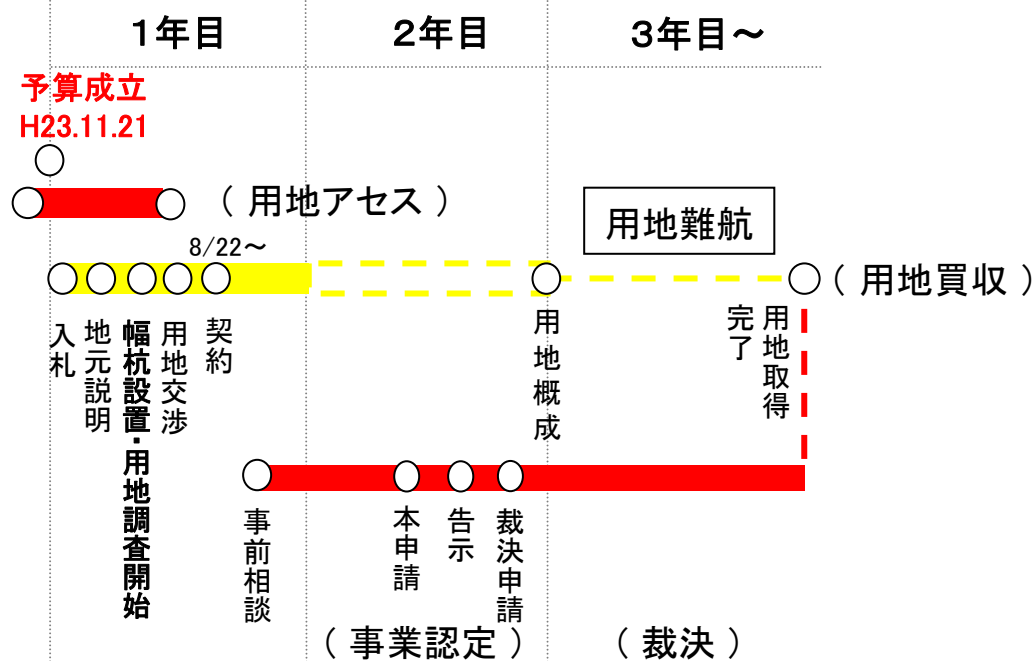 1年目
2年目
3年目～
予算成立
H23.11.21
（用地アセス）
用地難航
8/22～
（用地買収）
入札
地元説明
幅杭設置・用地調査開始
用地交渉
契約
用地概成
用地取得
完了
事前相談
本申請
告示
裁決申請
（事業認定）
（裁決）